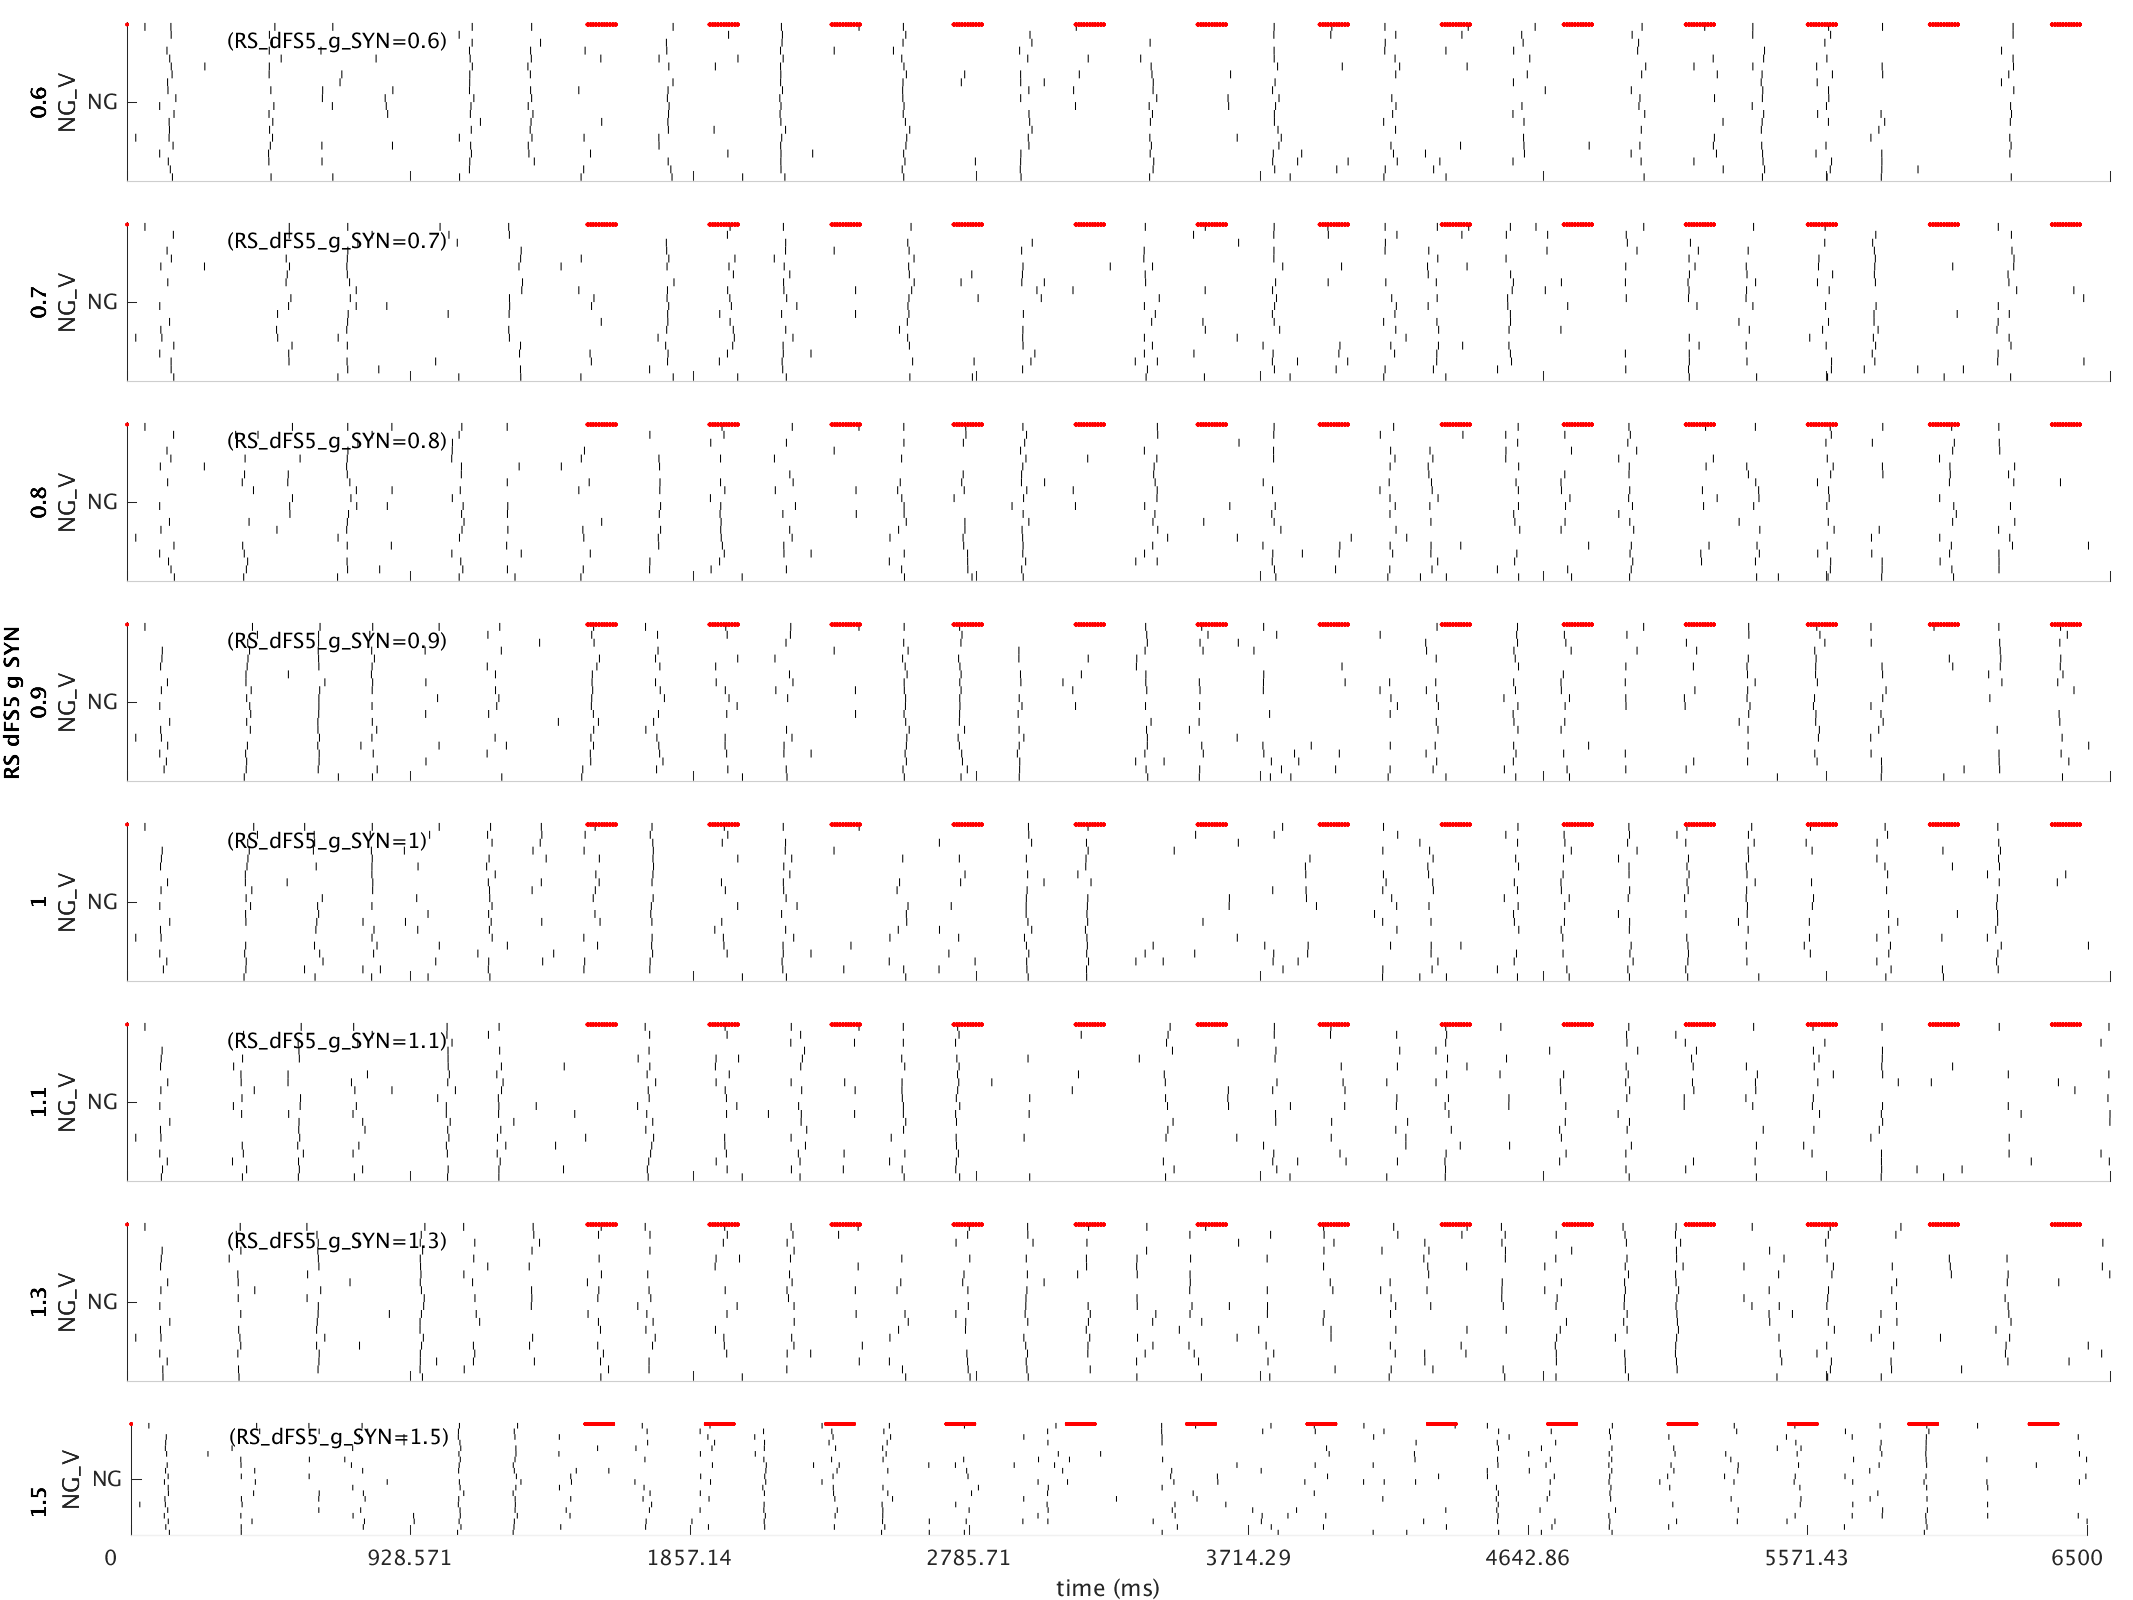 RS dFS5 g SYN
0.6
NG_V
NG
(RS_dFS5_g_SYN=0.6)
0.7
NG_V
NG
(RS_dFS5_g_SYN=0.7)
0.8
NG_V
NG
(RS_dFS5_g_SYN=0.8)
0.9
NG_V
NG
(RS_dFS5_g_SYN=0.9)
1
NG_V
NG
(RS_dFS5_g_SYN=1)
1.1
NG_V
NG
(RS_dFS5_g_SYN=1.1)
1.3
NG_V
NG
(RS_dFS5_g_SYN=1.3)
1.5
NG_V
NG
(RS_dFS5_g_SYN=1.5)
0 928.571 1857.14 2785.71 3714.29 4642.86 5571.43 6500
time (ms)